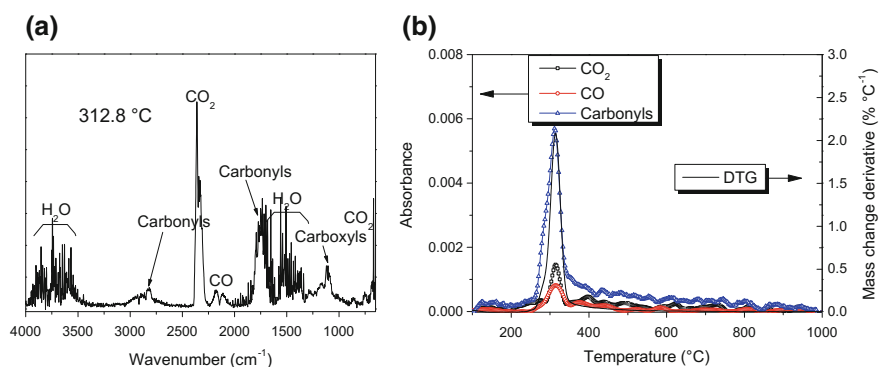 (a)
312.8 °C
CO₂
Carbonyls
H₂O
H₂O
Carbonyls
CO₂
Carboxyls
CO
4000 3500 3000 2500 2000 1500 1000
Wavenumber (cm⁻¹)
(b)
0.008
0.006
0.004
0.002
0.000
Absorbance
CO₂
CO
Carbonyls
DTG
3.0
2.5
2.0
1.5
1.0
0.5
0.0
Mass change derivative (% °C⁻¹)
200 400 600 800 1000
Temperature (°C)